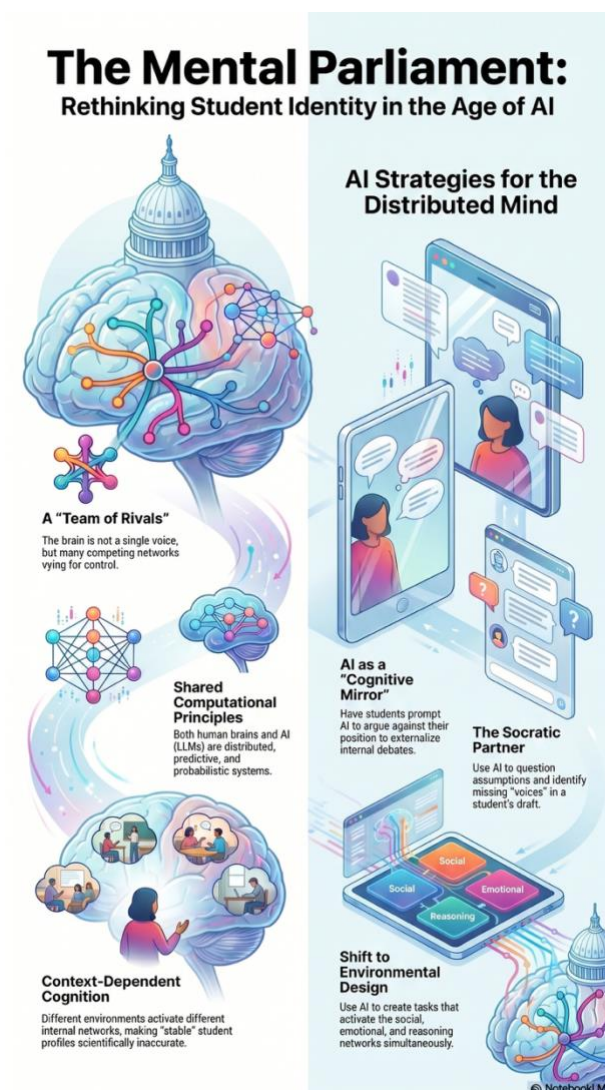 The Mental Parliament:
Rethinking Student Identity in the Age of AI
A “Team of Rivals”
The brain is not a single voice,
but many competing networks
vying for control.
Shared
Computational
Principles
Both human brains and AI
(LLMs) are distributed,
predictive, and
probabilistic systems.
Context-Dependent
Cognition
Different environments activate different
internal networks, making “stable” student
profiles scientifically inaccurate.
AI Strategies for the
Distributed Mind
AI as a
“Cognitive
Mirror”
Have students prompt
AI to argue against their
position to externalize
internal debates.
?
?
The Socratic
Partner
Use AI to question
assumptions and identify
missing “voices” in a
student’s draft.
Social
Social
Emotional
Reasoning
Shift to
Environmental
Design
Use AI to create tasks that
activate the social,
emotional, and reasoning
networks simultaneously.